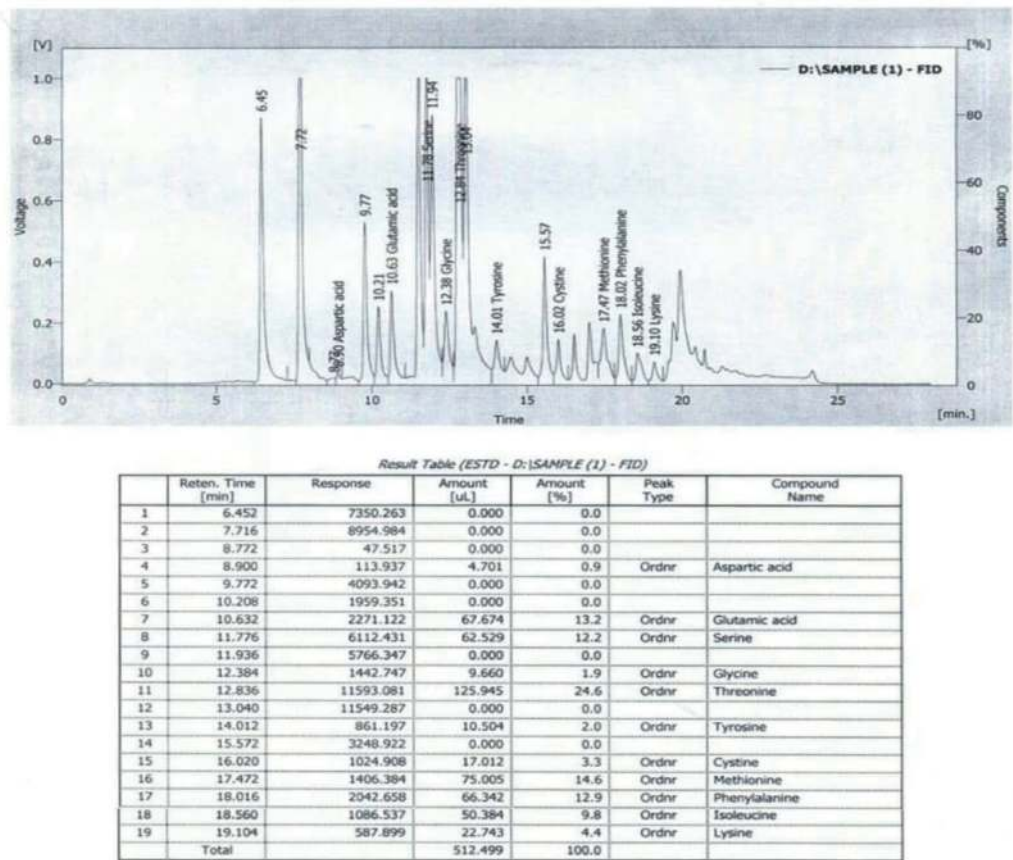 [V]
[%]
D:\SAMPLE (1) - FID
1.0
0.8
0.6
0.4
0.2
0.0
80
60
40
20
0
Voltage
Components
6.45
7.72
8.77
8.90 Aspartic acid
9.77
10.21
10.63 Glutamic acid
11.78 Serine
11.94
12.38 Glycine
12.84 Threonine
13.04
14.01 Tyrosine
15.57
16.02 Cystine
17.47 Methionine
18.02 Phenylalanine
18.56 Isoleucine
19.10 Lysine
0 5 10 15 20 25
Time
[min.]
Result Table (ESTD - D:\SAMPLE (1) - FID)
Reten. Time [min] Response Amount [uL] Amount [%] Peak Type Compound Name
1 6.452 7350.263 0.000 0.0
2 7.716 8954.984 0.000 0.0
3 8.772 47.517 0.000 0.0
4 8.900 113.937 4.701 0.9 Ordnr Aspartic acid
5 9.772 4093.942 0.000 0.0
6 10.208 1959.351 0.000 0.0
7 10.632 2271.122 67.674 13.2 Ordnr Glutamic acid
8 11.776 6112.431 62.529 12.2 Ordnr Serine
9 11.936 5766.347 0.000 0.0
10 12.384 1442.747 9.660 1.9 Ordnr Glycine
11 12.836 11593.081 125.945 24.6 Ordnr Threonine
12 13.040 11549.287 0.000 0.0
13 14.012 861.197 10.504 2.0 Ordnr Tyrosine
14 15.572 3248.922 0.000 0.0
15 16.020 1024.908 17.012 3.3 Ordnr Cystine
16 17.472 1406.384 75.005 14.6 Ordnr Methionine
17 18.016 2042.658 66.342 12.9 Ordnr Phenylalanine
18 18.560 1086.537 50.384 9.8 Ordnr Isoleucine
19 19.104 587.899 22.743 4.4 Ordnr Lysine
Total 512.499 100.0